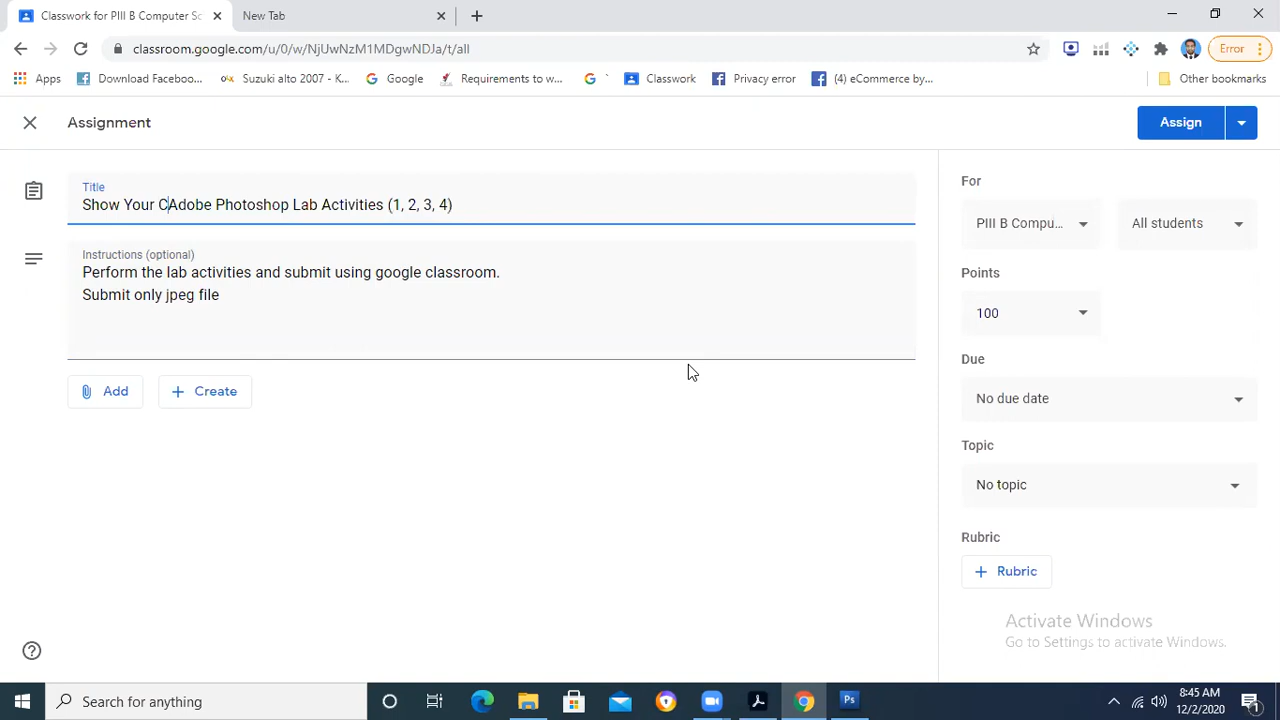 Classwork for PIII B Computer Sc
New Tab
classroom.google.com/u/0/w/NjUwNzM1MDgwNDJa/t/all
Error
Apps
Download Faceboo...
Suzuki alto 2007 - K...
Google
Requirements to w...
Classwork
Privacy error
(4) eCommerce by...
Other bookmarks
Assignment
Assign
Title
Show Your CAdobe Photoshop Lab Activities (1, 2, 3, 4)
Instructions (optional)
Perform the lab activities and submit using google classroom.
Submit only jpeg file
Add
Create
For
PIII B Compu...
All students
Points
100
Due
No due date
Topic
No topic
Rubric
Rubric
Activate Windows
Go to Settings to activate Windows.
Search for anything
Ps
8:45 AM
12/2/2020
1